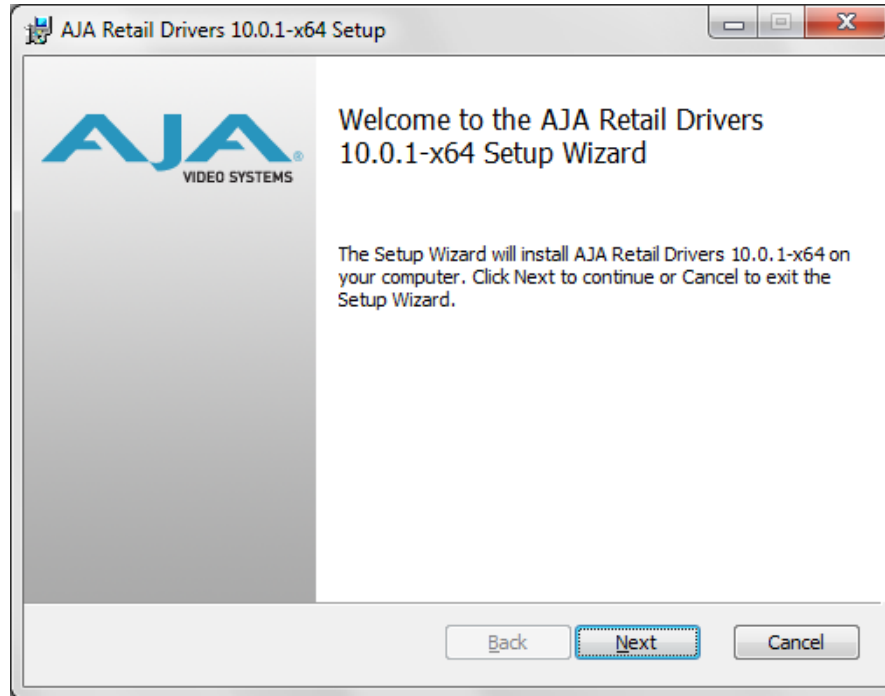 AJA Retail Drivers 10.0.1-x64 Setup
AJA®
VIDEO SYSTEMS
Welcome to the AJA Retail Drivers
10.0.1-x64 Setup Wizard
The Setup Wizard will install AJA Retail Drivers 10.0.1-x64 on
your computer. Click Next to continue or Cancel to exit the
Setup Wizard.
Back
Next
Cancel